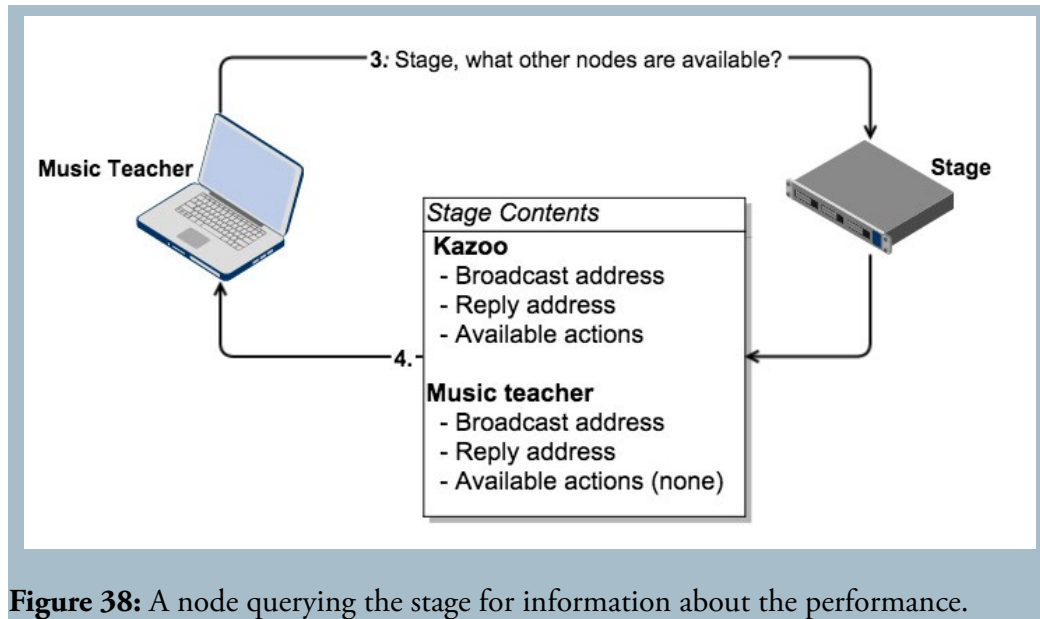 3: Stage, what other nodes are available?
Music Teacher
Stage
Stage Contents
Kazoo
- Broadcast address
- Reply address
- Available actions
4.
Music teacher
- Broadcast address
- Reply address
- Available actions (none)
Figure 38: A node querying the stage for information about the performance.